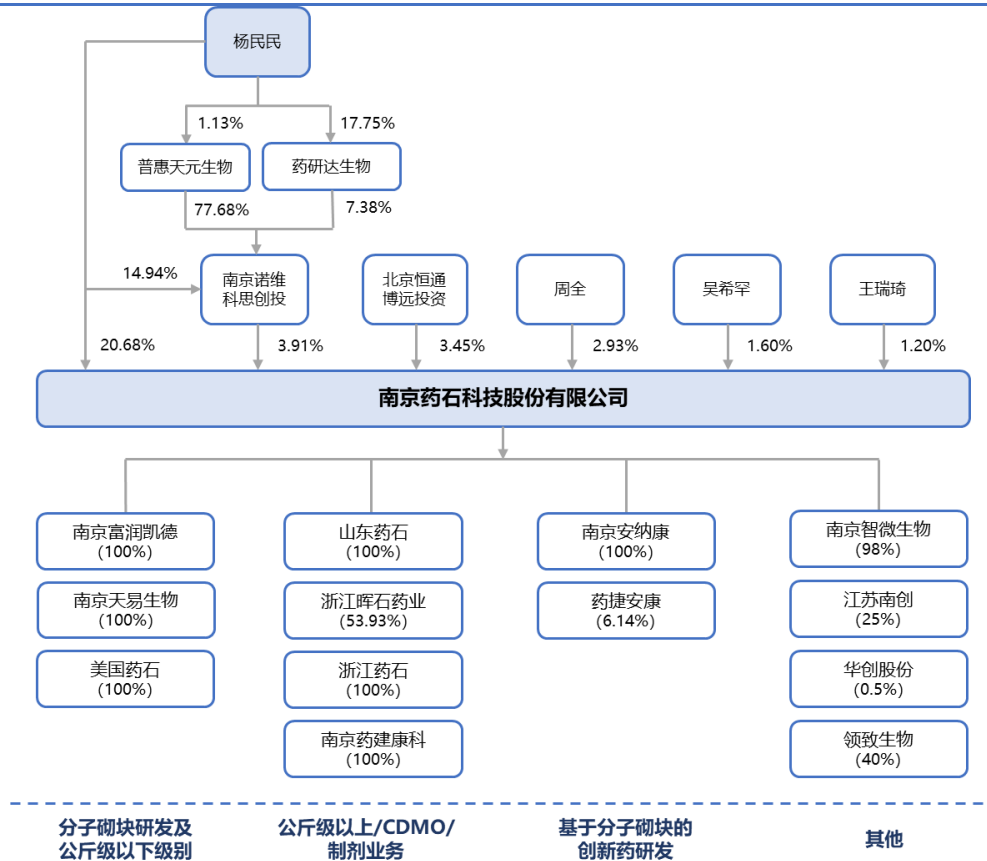 杨民民
1.13%
17.75%
普惠天元生物
药研达生物
77.68%
7.38%
14.94%
南京诺维
科思创投
北京恒通
博远投资
周全
吴希罕
王瑞琦
20.68%
3.91%
3.45%
2.93%
1.60%
1.20%
南京药石科技股份有限公司
南京富润凯德
(100%)
南京天易生物
(100%)
美国药石
(100%)
山东药石
(100%)
浙江晖石药业
(53.93%)
浙江药石
(100%)
南京药建康科
(100%)
南京安纳康
(100%)
药捷安康
(6.14%)
南京智微生物
(98%)
江苏南创
(25%)
华创股份
(0.5%)
领致生物
(40%)
分子砌块研发及
公斤级以下级别
公斤级以上/CDMO/
制剂业务
基于分子砌块的
创新药研发
其他